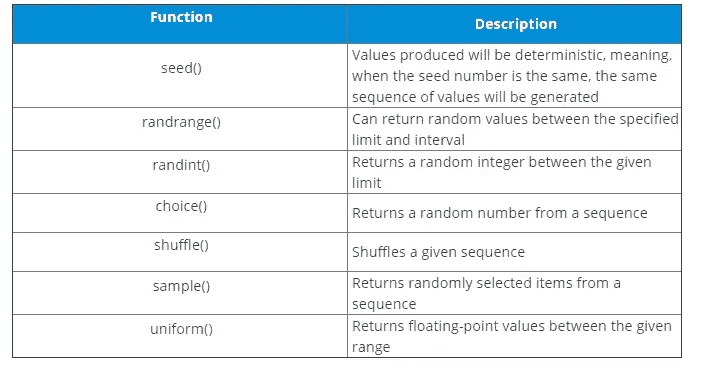 Function
Description
seed()
Values produced will be deterministic, meaning,
when the seed number is the same, the same
sequence of values will be generated
randrange()
Can return random values between the specified
limit and interval
randint()
Returns a random integer between the given
limit
choice()
Returns a random number from a sequence
shuffle()
Shuffles a given sequence
sample()
Returns randomly selected items from a
sequence
uniform()
Returns floating-point values between the given
range